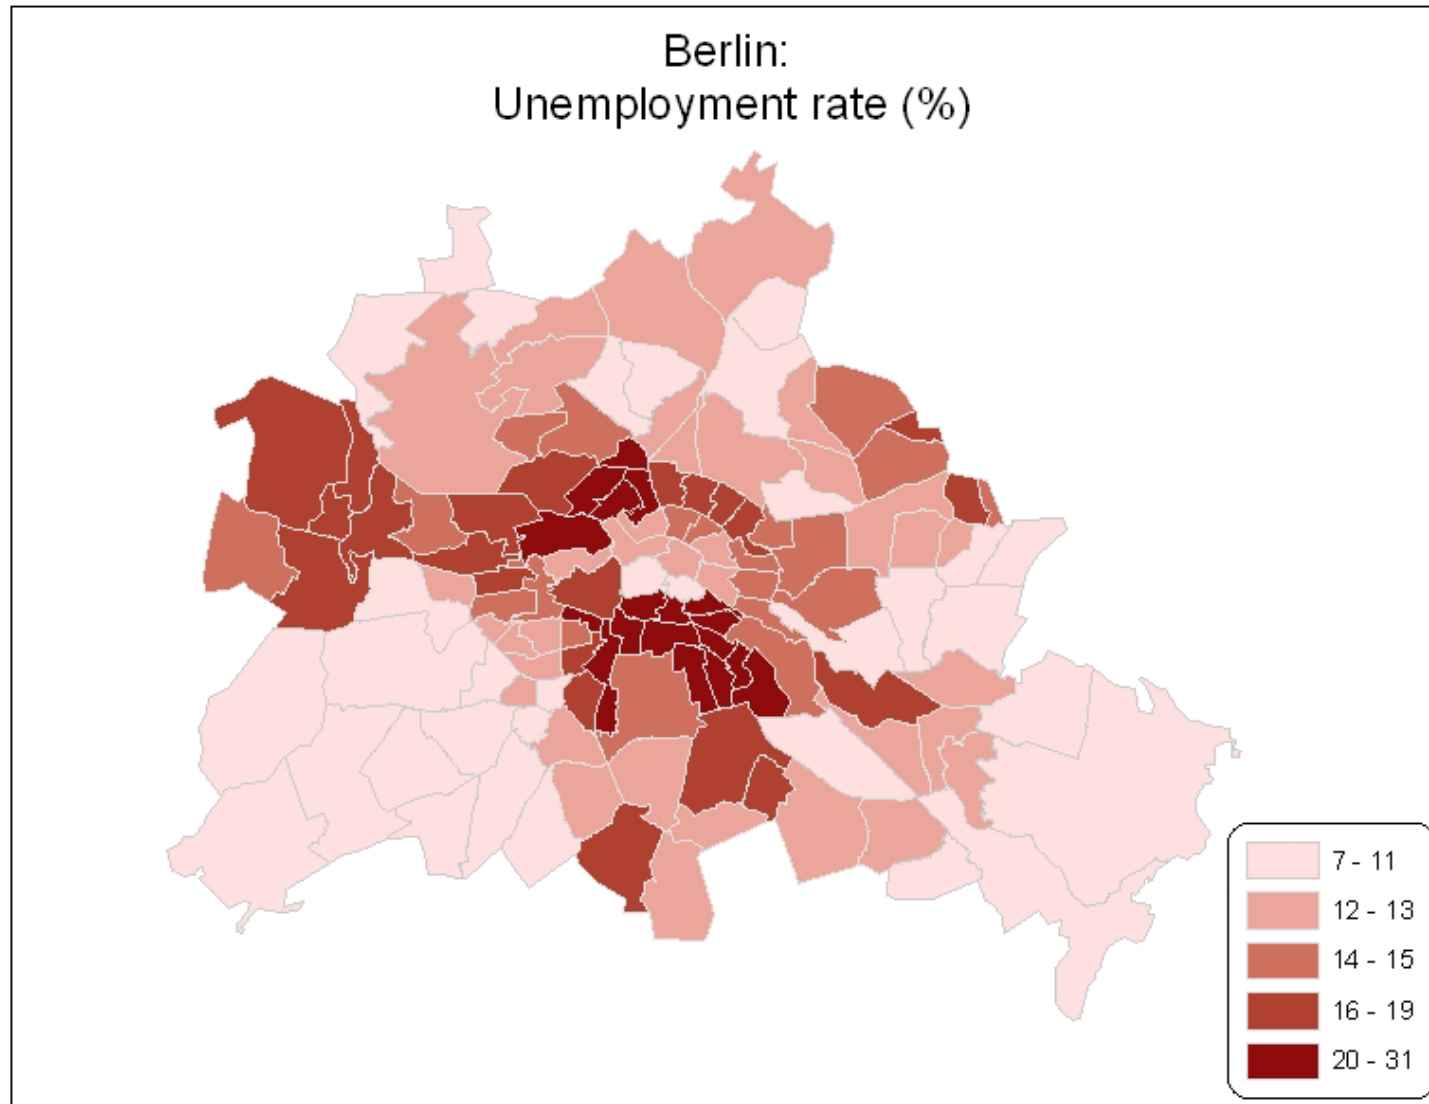 Berlin:
Unemployment rate (%)
7 - 11
12 - 13
14 - 15
16 - 19
20 - 31